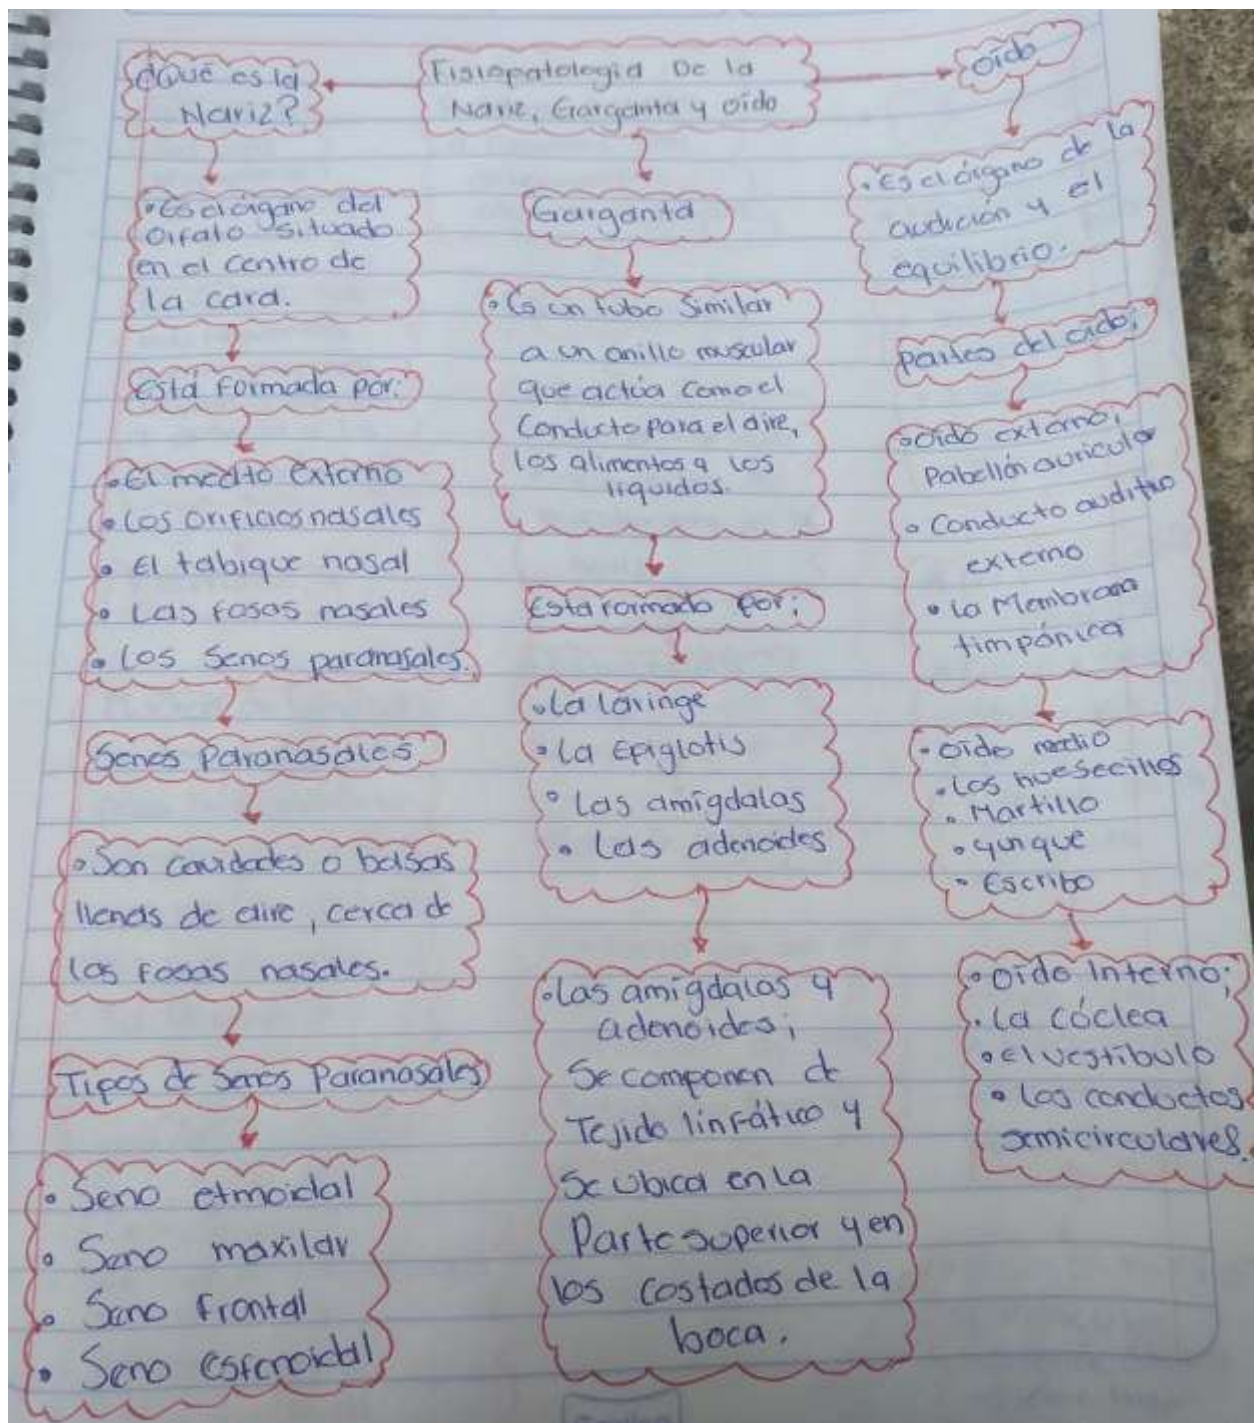 Fisiopatologia De la
Nariz, Garganta y oído
¿Qué es la
Nariz?
• Es el órgano del
olfato situado
en el centro de
la cara.
Está formada por:
• El medito externo
• Los orificios nasales
• El tabique nasal
• Las fosas nasales
• Los senos paranasales.
Senos Paranasales
• Son cavidades o bolsas
llenas de aire, cerca de
las fosas nasales.
Tipos de Senos Paranasales
• Seno etmoidal
• Seno maxilar
• Seno frontal
• Seno esfenoidal
Garganta
• Es un tubo Similar
a un anillo muscular
que actúa como el
Conducto para el aire,
los alimentos y los
líquidos.
Esta formado por;
• La laringe
• La Epiglotis
• Las amígdalas
• Las adenoides
• Las amígdalas y
adenoides;
Se componen de
Tejido linfático y
Se ubica en la
Parte superior y en
los costados de la
boca.
oído
• Es el órgano de la
audición y el
equilibrio.
partes del oído;
• oído externo;
Pabellón auricular
• Conducto auditivo
externo
• la Membrana
timpánica
• oído medio
• Los huesecillos
• Martillo
• yunque
• Escribo
• oído Interno;
• La cóclea
• el vestíbulo
• Los conductos
semicirculares.